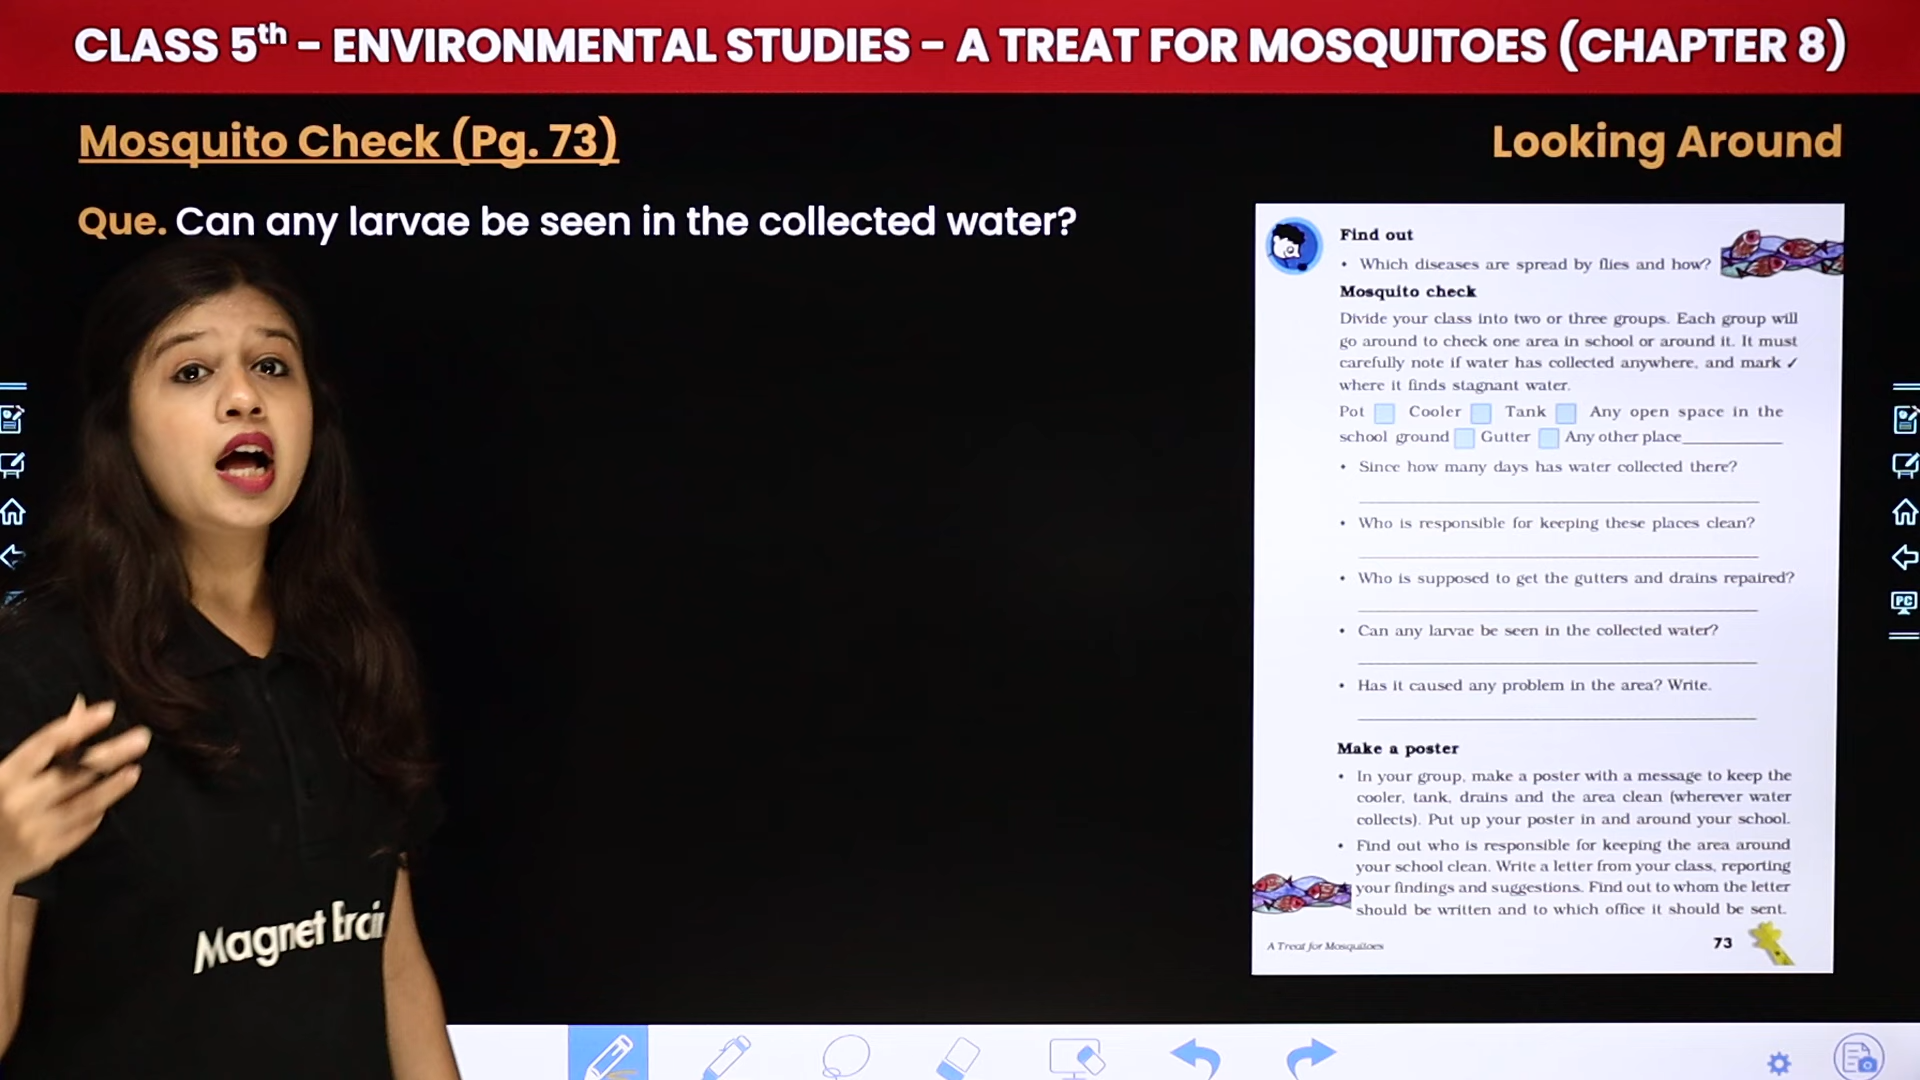 CLASS 5th – ENVIRONMENTAL STUDIES – A TREAT FOR MOSQUITOES (CHAPTER 8)
Mosquito Check (Pg. 73)
Looking Around
Que. Can any larvae be seen in the collected water?
Find out
• Which diseases are spread by flies and how?
Mosquito check
Divide your class into two or three groups. Each group will
go around to check one area in school or around it. It must
carefully note if water has collected anywhere, and mark ✓
where it finds stagnant water.
Pot Cooler Tank Any open space in the
school ground Gutter Any other place
• Since how many days has water collected there?
• Who is responsible for keeping these places clean?
• Who is supposed to get the gutters and drains repaired?
• Can any larvae be seen in the collected water?
• Has it caused any problem in the area? Write.
Make a poster
• In your group, make a poster with a message to keep the
cooler, tank, drains and the area clean (wherever water
collects). Put up your poster in and around your school.
• Find out who is responsible for keeping the area around
your school clean. Write a letter from your class, reporting
your findings and suggestions. Find out to whom the letter
should be written and to which office it should be sent.
A Treat for Mosquitoes
73
Magnet
PC